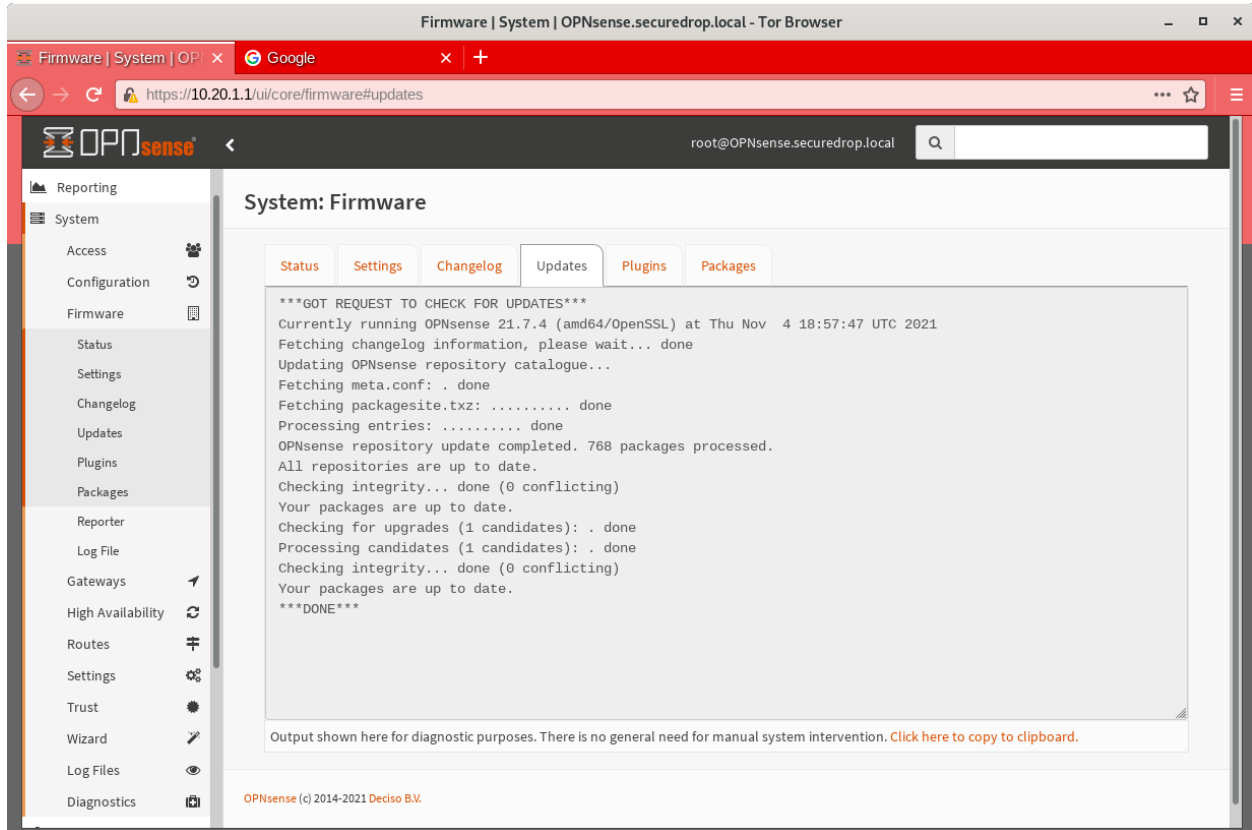 Firmware | System | OPNsense.securedrop.local - Tor Browser
Firmware | System | OP
Google
https://10.20.1.1/ui/core/firmware#updates
OPNsense
root@OPNsense.securedrop.local
Reporting
System
Access
Configuration
Firmware
Status
Settings
Changelog
Updates
Plugins
Packages
Reporter
Log File
Gateways
High Availability
Routes
Settings
Trust
Wizard
Log Files
Diagnostics
System: Firmware
Status Settings Changelog Updates Plugins Packages
***GOT REQUEST TO CHECK FOR UPDATES***
Currently running OPNsense 21.7.4 (amd64/OpenSSL) at Thu Nov  4 18:57:47 UTC 2021
Fetching changelog information, please wait... done
Updating OPNsense repository catalogue...
Fetching meta.conf: . done
Fetching packagesite.txz: .......... done
Processing entries: .......... done
OPNsense repository update completed. 768 packages processed.
All repositories are up to date.
Checking integrity... done (0 conflicting)
Your packages are up to date.
Checking for upgrades (1 candidates): . done
Processing candidates (1 candidates): . done
Checking integrity... done (0 conflicting)
Your packages are up to date.
***DONE***
Output shown here for diagnostic purposes. There is no general need for manual system intervention. Click here to copy to clipboard.
OPNsense (c) 2014-2021 Deciso B.V.